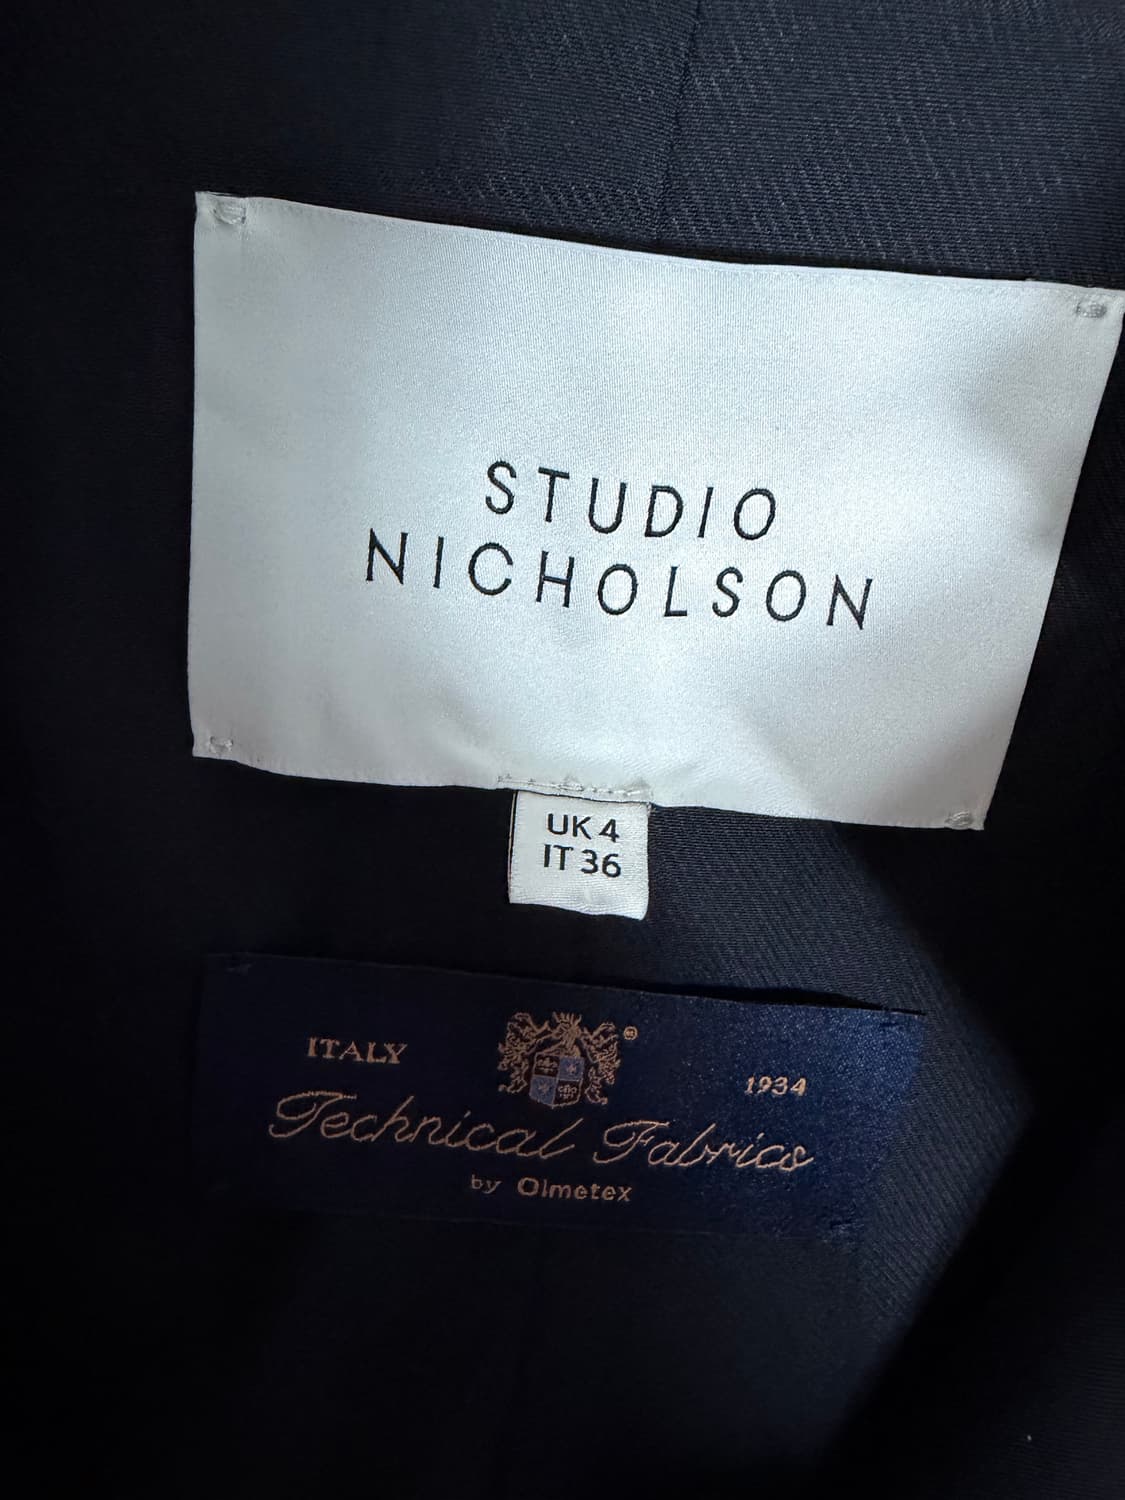 STUDIO
NICHOLSON
UK 4
IT 36
ITALY
1934
Technical Fabrics
by Olmetex